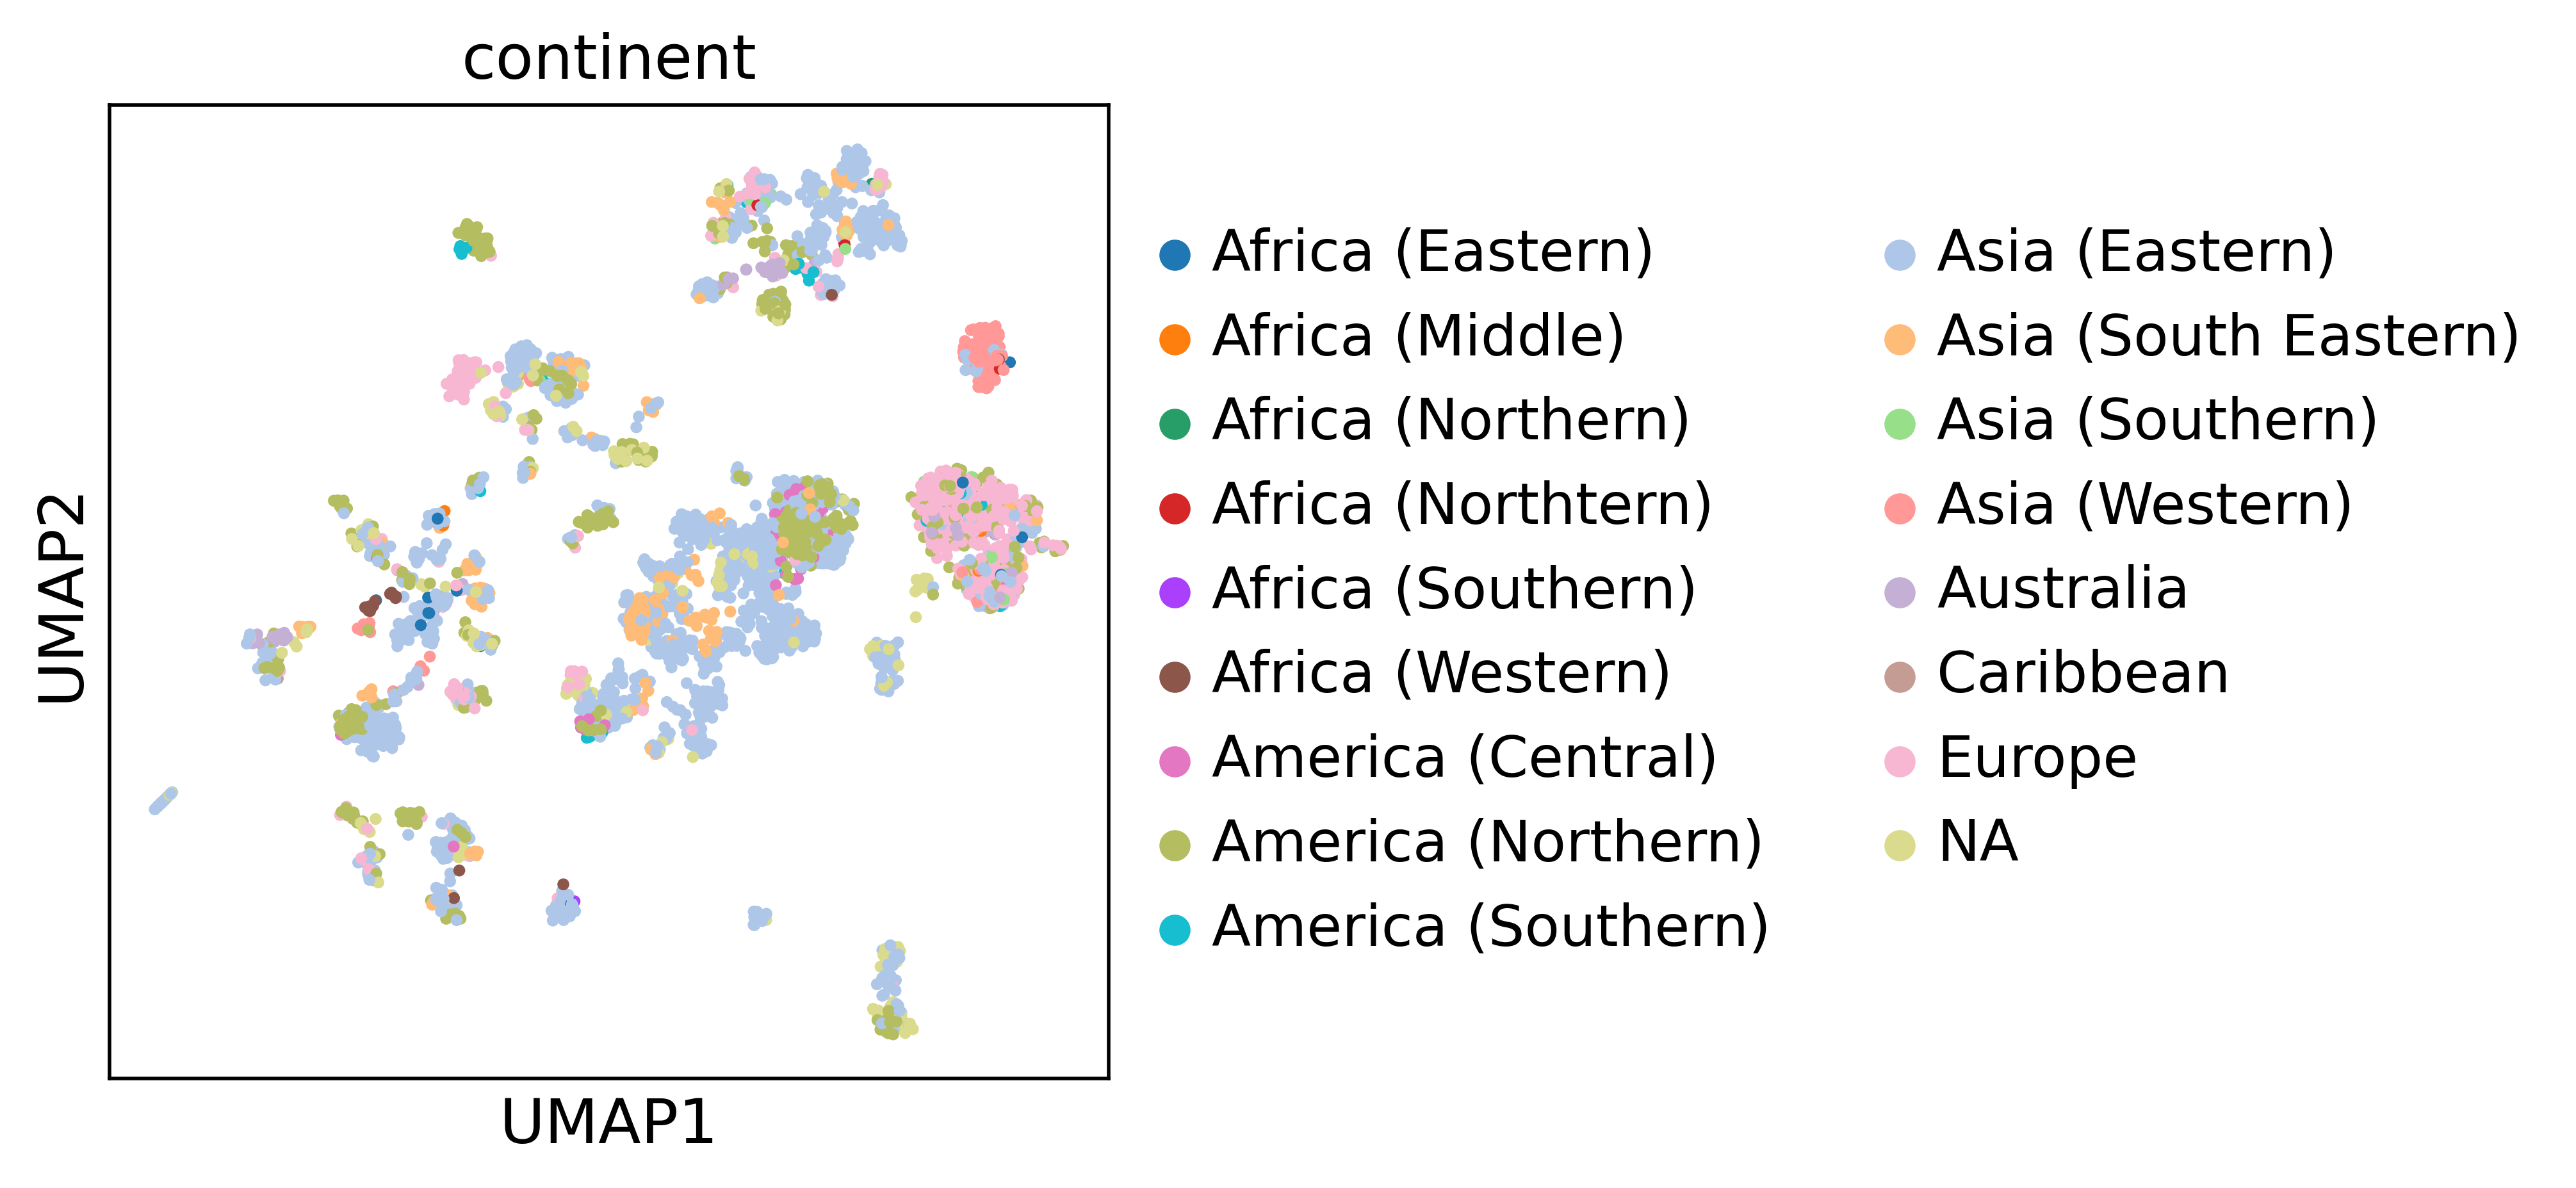 continent
UMAP2
UMAP1
Africa (Eastern)
Africa (Middle)
Africa (Northern)
Africa (Northtern)
Africa (Southern)
Africa (Western)
America (Central)
America (Northern)
America (Southern)
Asia (Eastern)
Asia (South Eastern)
Asia (Southern)
Asia (Western)
Australia
Caribbean
Europe
NA